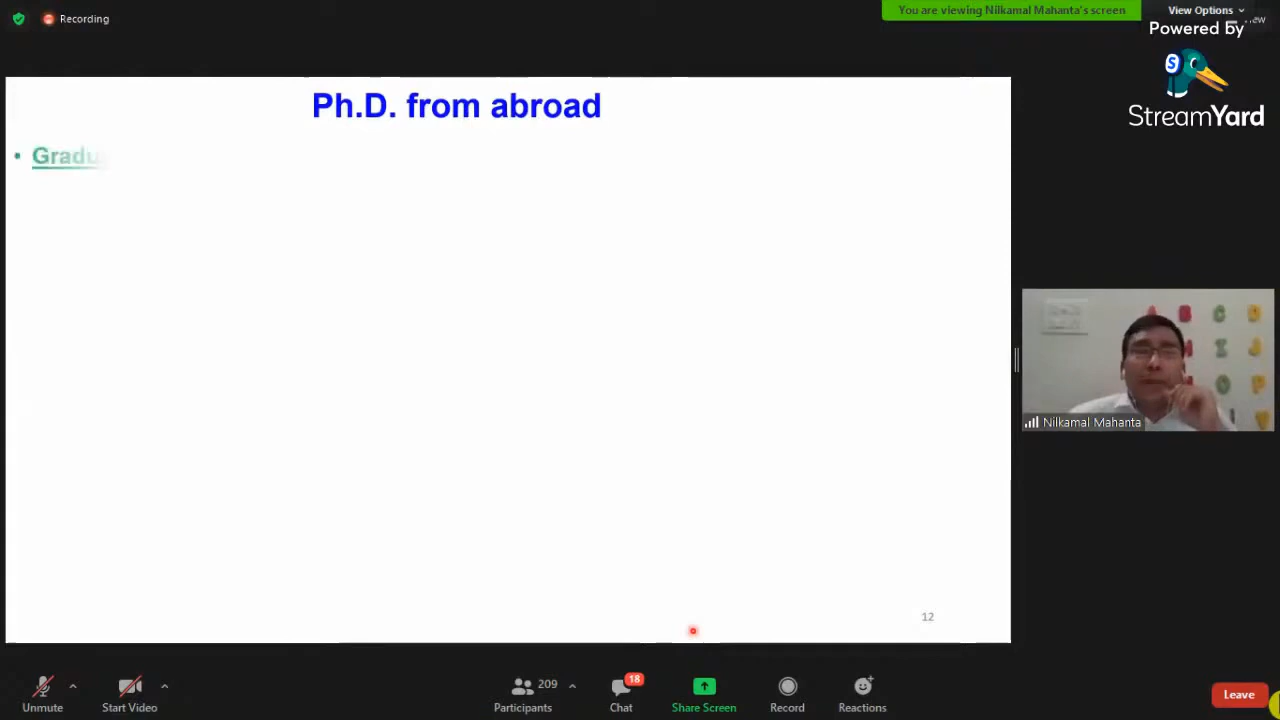 Recording
You are viewing Nilkamal Mahanta's screen
View Options
Powered by
StreamYard
Ph.D. from abroad
• Gradu
A B C D
I J
O P
Nilkamal Mahanta
12
Unmute
Start Video
Participants
209
Chat
18
Share Screen
Record
Reactions
Leave